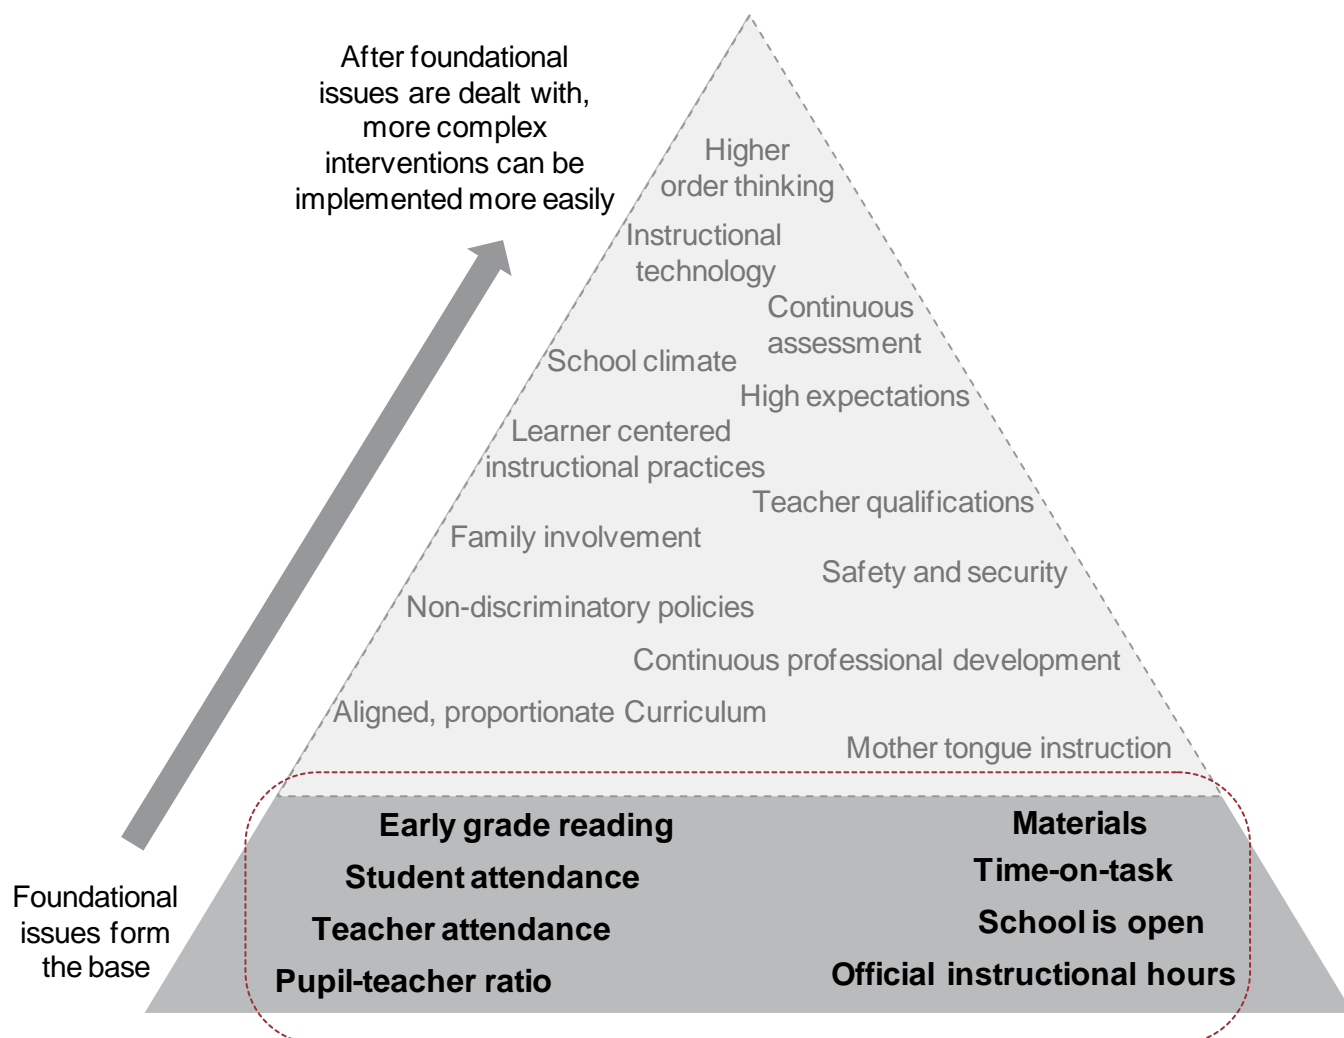 After foundational
issues are dealt with,
more complex
interventions can be
implemented more easily
Higher
order thinking
Instructional
technology
Continuous
assessment
School climate
High expectations
Learner centered
instructional practices
Teacher qualifications
Family involvement
Safety and security
Non-discriminatory policies
Continuous professional development
Aligned, proportionate Curriculum
Mother tongue instruction
Foundational
issues form
the base
Early grade reading
Materials
Student attendance
Time-on-task
Teacher attendance
School is open
Pupil-teacher ratio
Official instructional hours